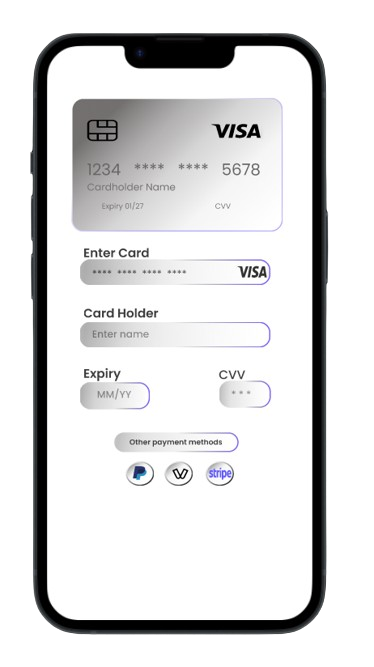 VISA
1234 **** **** 5678
Cardholder Name
Expiry 01/27 CVV
Enter Card
**** **** **** **** VISA
Card Holder
Enter name
Expiry CVV
MM/YY ***
Other payment methods
stripe